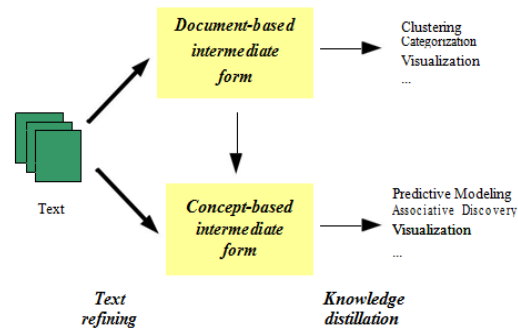 Document-based
intermediate
form
Clustering
Categorization
Visualization
...
Text
Concept-based
intermediate
form
Predictive Modeling
Associative Discovery
Visualization
...
Text
refining
Knowledge
distillation